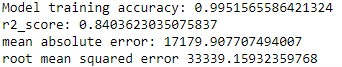 Model training accuracy: 0.9951565586421324
r2_score: 0.8403623035075837
mean absolute error: 17179.907707494007
root mean squared error 33339.15932359768